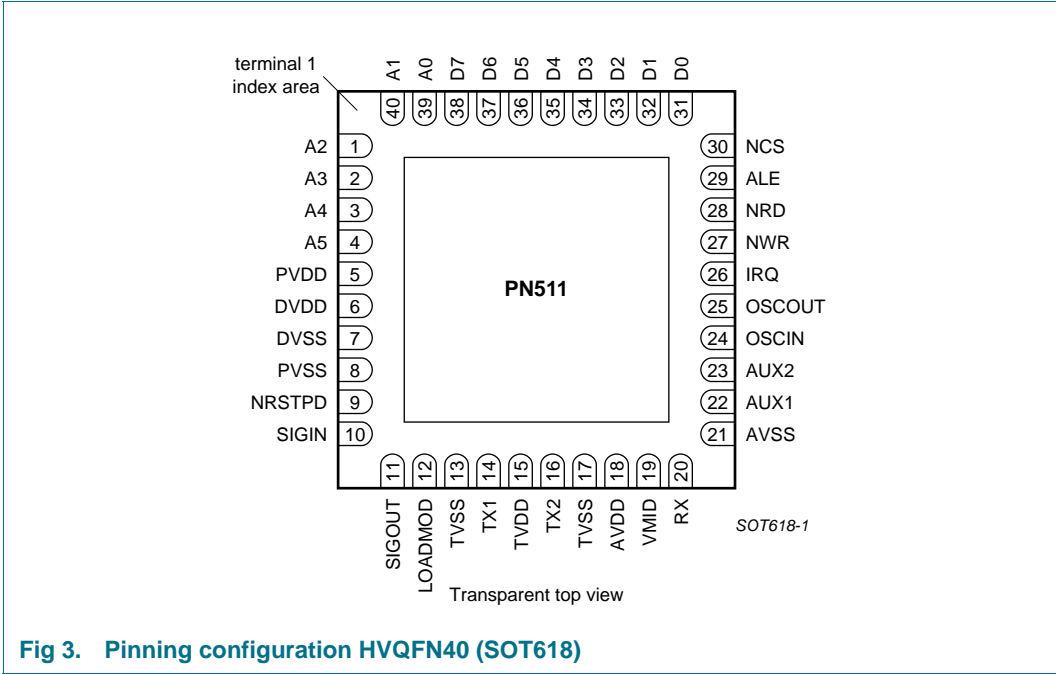 terminal 1
index area
A1 A0 D7 D6 D5 D4 D3 D2 D1 D0
40 39 38 37 36 35 34 33 32 31
A2 1
A3 2
A4 3
A5 4
PVDD 5
DVDD 6
DVSS 7
PVSS 8
NRSTPD 9
SIGIN 10
PN511
30 NCS
29 ALE
28 NRD
27 NWR
26 IRQ
25 OSCOUT
24 OSCIN
23 AUX2
22 AUX1
21 AVSS
11 12 13 14 15 16 17 18 19 20
SIGOUT LOADMOD TVSS TX1 TVDD TX2 TVSS AVDD VMID RX
SOT618-1
Transparent top view
Fig 3. Pinning configuration HVQFN40 (SOT618)